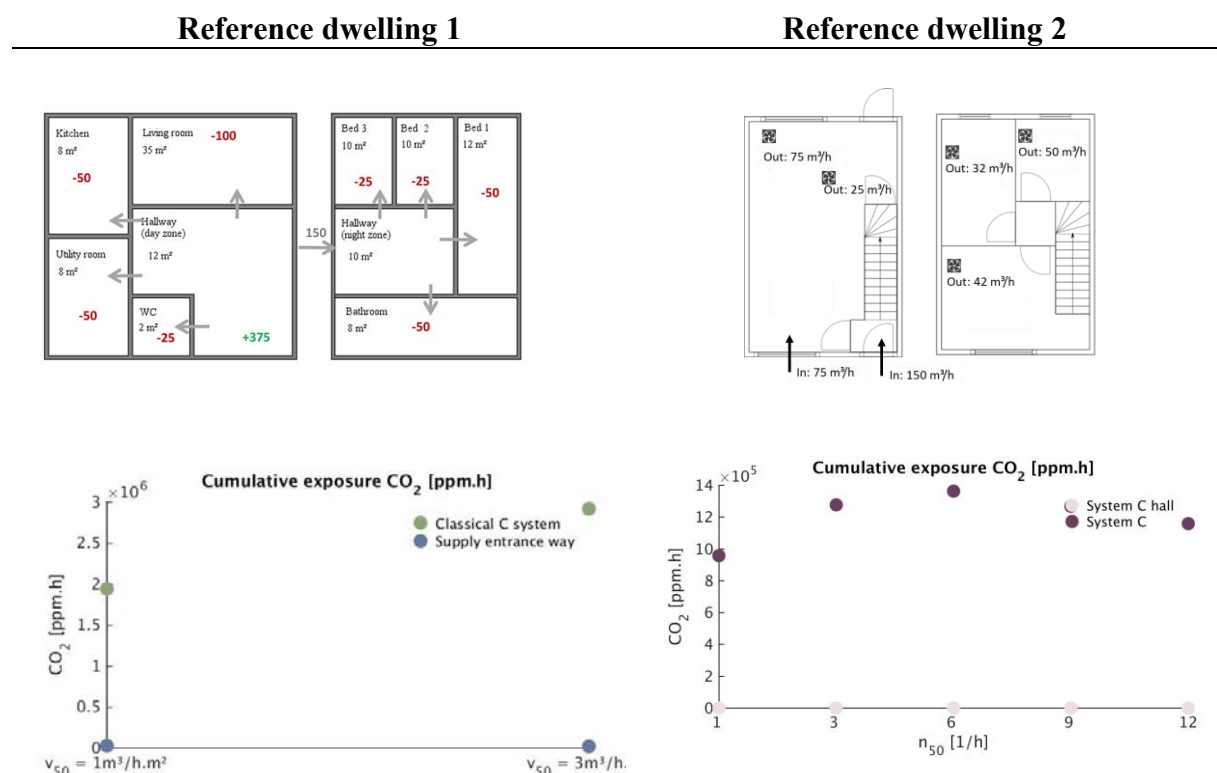 Reference dwelling 1
Reference dwelling 2
Kitchen
8 m²
-50
Living room
-100
35 m²
Hallway
(day zone)
12 m²
Utility room
8 m²
-50
WC
2 m²
-25
+375
150
Bed 3
10 m²
-25
Bed 2
10 m²
-25
Bed 1
12 m²
-50
Hallway
(night zone)
10 m²
Bathroom
8 m²
-50
Out: 75 m³/h
Out: 25 m³/h
In: 75 m³/h
In: 150 m³/h
Out: 32 m³/h
Out: 50 m³/h
Out: 42 m³/h
Cumulative exposure CO₂ [ppm.h]
×10⁶
3
2.5
2
1.5
1
0.5
0
CO₂ [ppm.h]
Classical C system
Supply entrance way
v₅₀ = 1m³/h.m²
v₅₀ = 3m³/h.
Cumulative exposure CO₂ [ppm.h]
×10⁵
14
12
10
8
6
4
2
0
CO₂ [ppm.h]
System C hall
System C
1
3
6
9
12
n₅₀ [1/h]